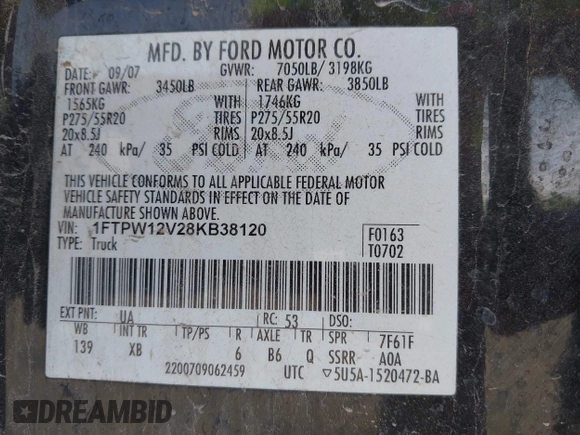 MFD. BY FORD MOTOR CO.
DATE: 09/07 GVWR: 7050LB/ 3198KG
FRONT GAWR: 3450LB REAR GAWR: 3850LB
1565KG WITH 1746KG WITH
P275/55R20 TIRES P275/55R20 TIRES
20x8.5J RIMS 20x8.5J RIMS
AT 240 kPa/ 35 PSI COLD AT 240 kPa/ 35 PSI COLD
THIS VEHICLE CONFORMS TO ALL APPLICABLE FEDERAL MOTOR
VEHICLE SAFETY STANDARDS IN EFFECT ON THE DATE OF
MANUFACTURE SHOWN ABOVE.
VIN: 1FTPW12V28KB38120 F0163
TYPE: Truck T0702
EXT PNT: UA RC: 53 DSO:
WB INT TR TP/PS R AXLE TR SPR 7F61F
139 XB 6 B6 Q SSRR A0A
2200709062459 UTC ▽5U5A-1520472-BA
DREAMBID